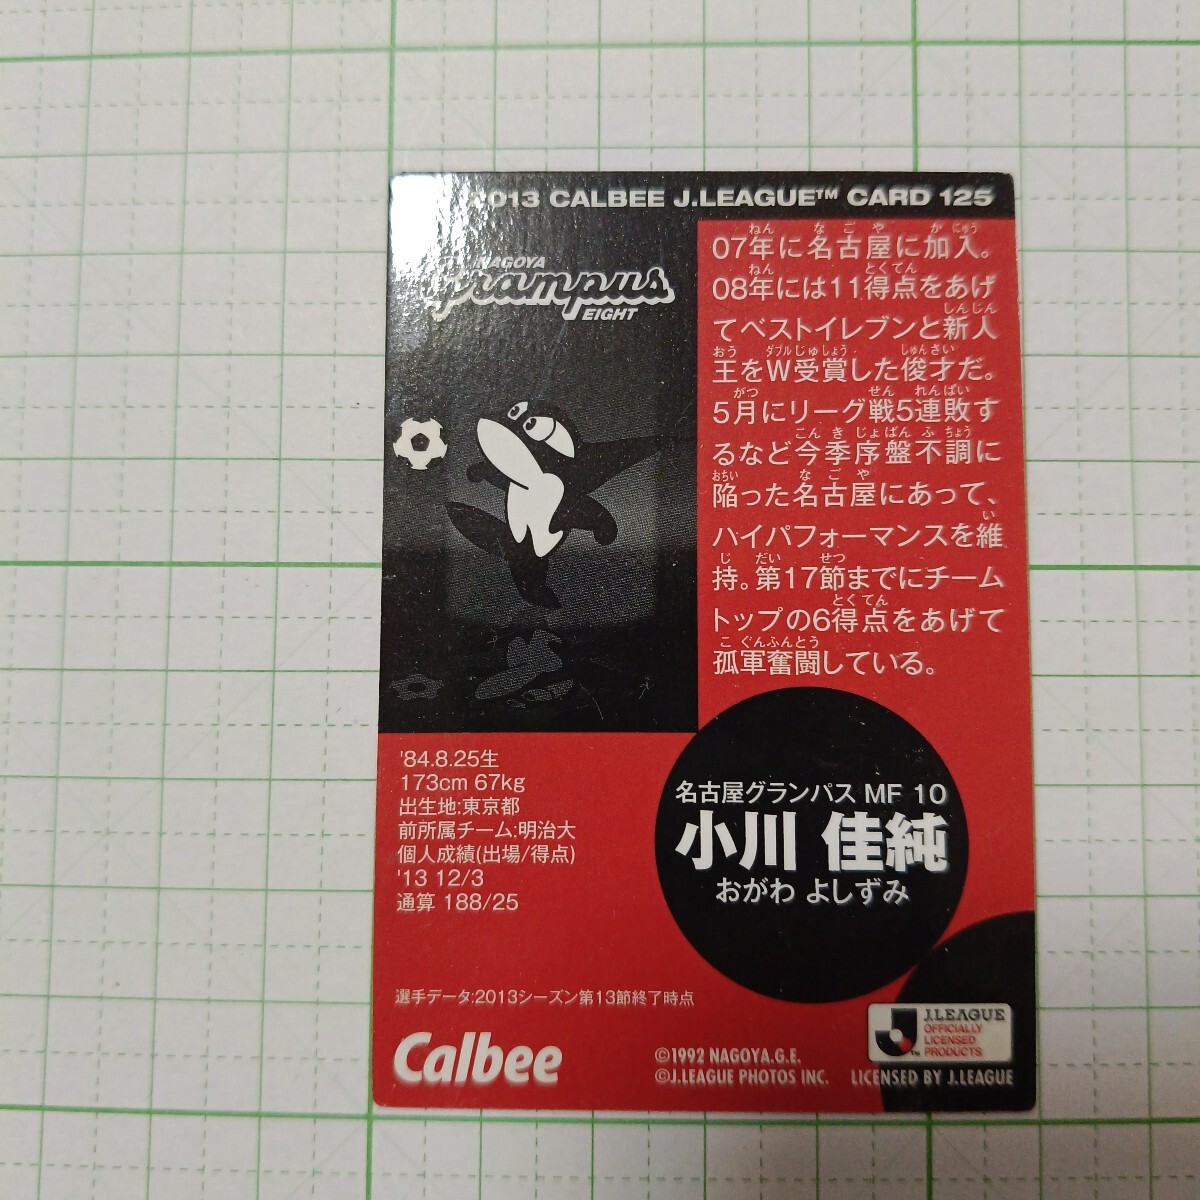 2013 CALBEE J.LEAGUE™ CARD 125
NAGOYA
grampus
EIGHT
07年に名古屋に加入。
08年には11得点をあげ
てベストイレブンと新人
王をW受賞した俊才だ。
5月にリーグ戦5連敗す
るなど今季序盤不調に
陥った名古屋にあって、
ハイパフォーマンスを維
持。第17節までにチーム
トップの6得点をあげて
孤軍奮闘している。
'84.8.25生
173cm 67kg
出生地:東京都
前所属チーム:明治大
個人成績(出場/得点)
'13 12/3
通算 188/25
名古屋グランパス MF 10
小川 佳純
おがわ よしずみ
選手データ:2013シーズン第13節終了時点
Calbee
©1992 NAGOYA.G.E.
©J.LEAGUE PHOTOS INC.
J.LEAGUE
OFFICIALLY
LICENSED
PRODUCTS
LICENSED BY J.LEAGUE